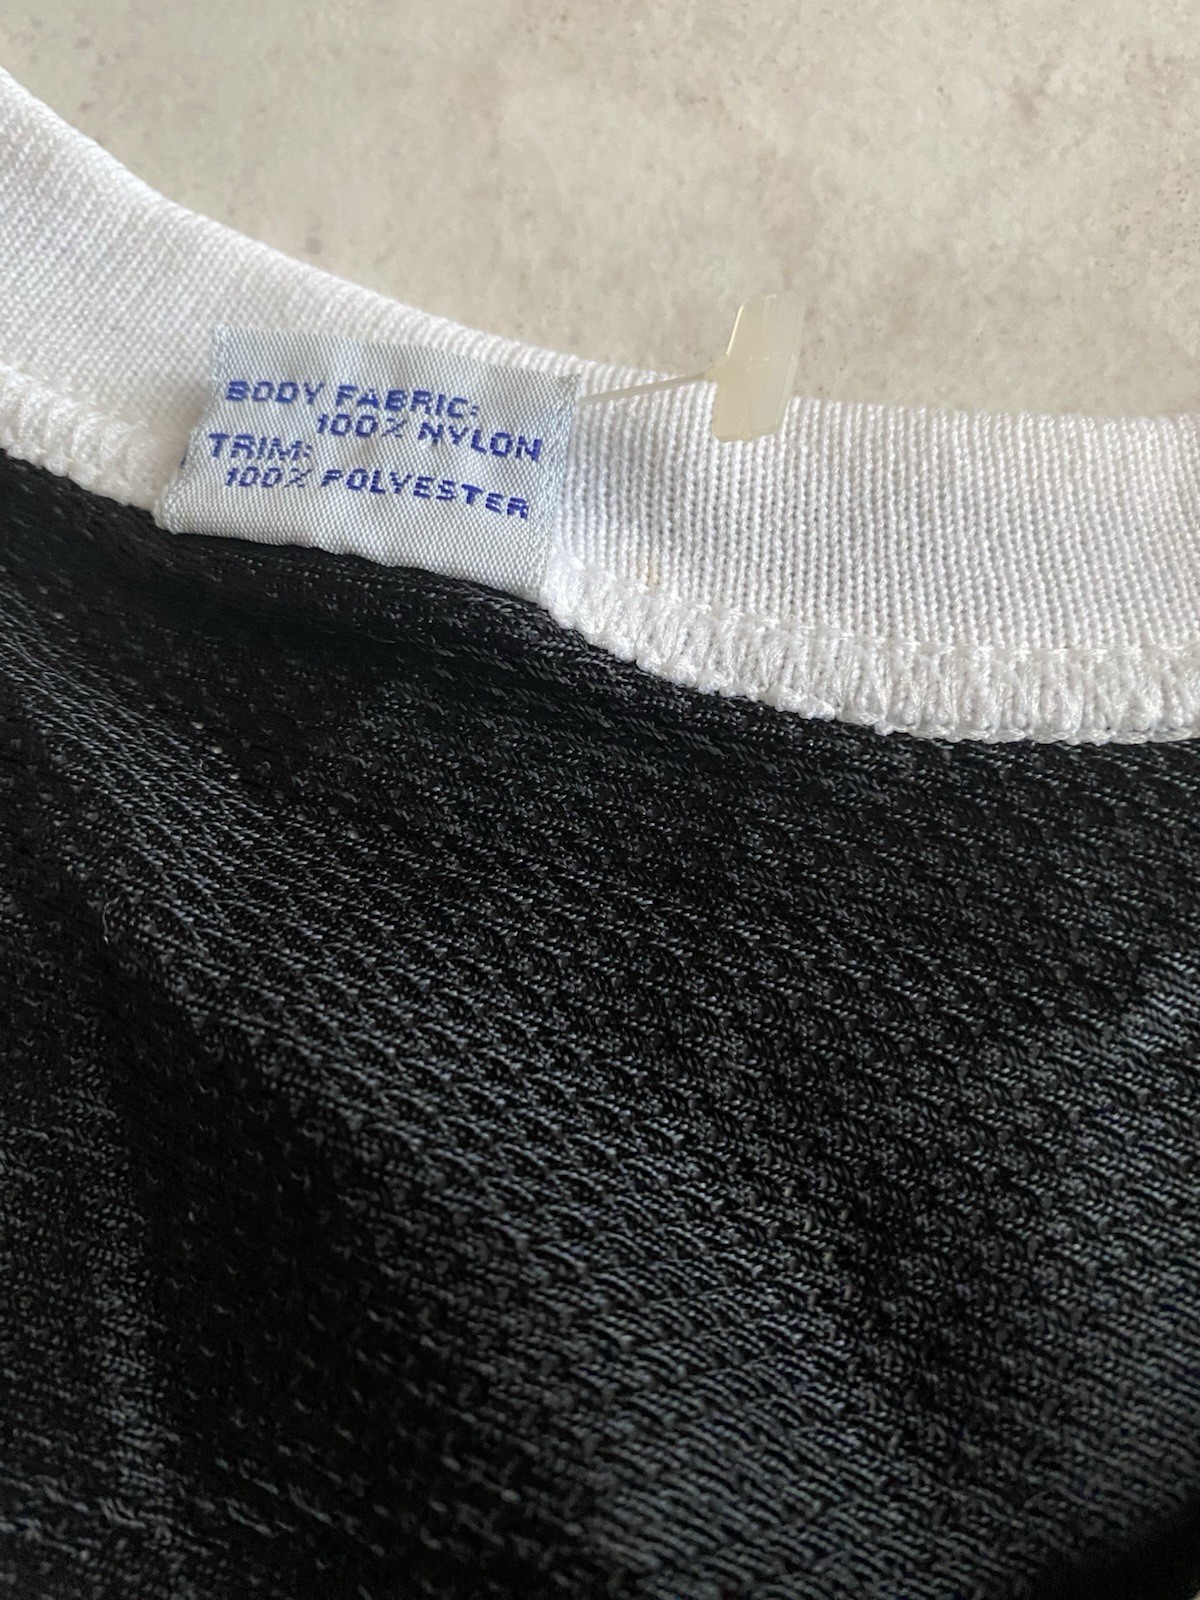 BODY FABRIC:
100% NYLON
TRIM:
100% POLYESTER